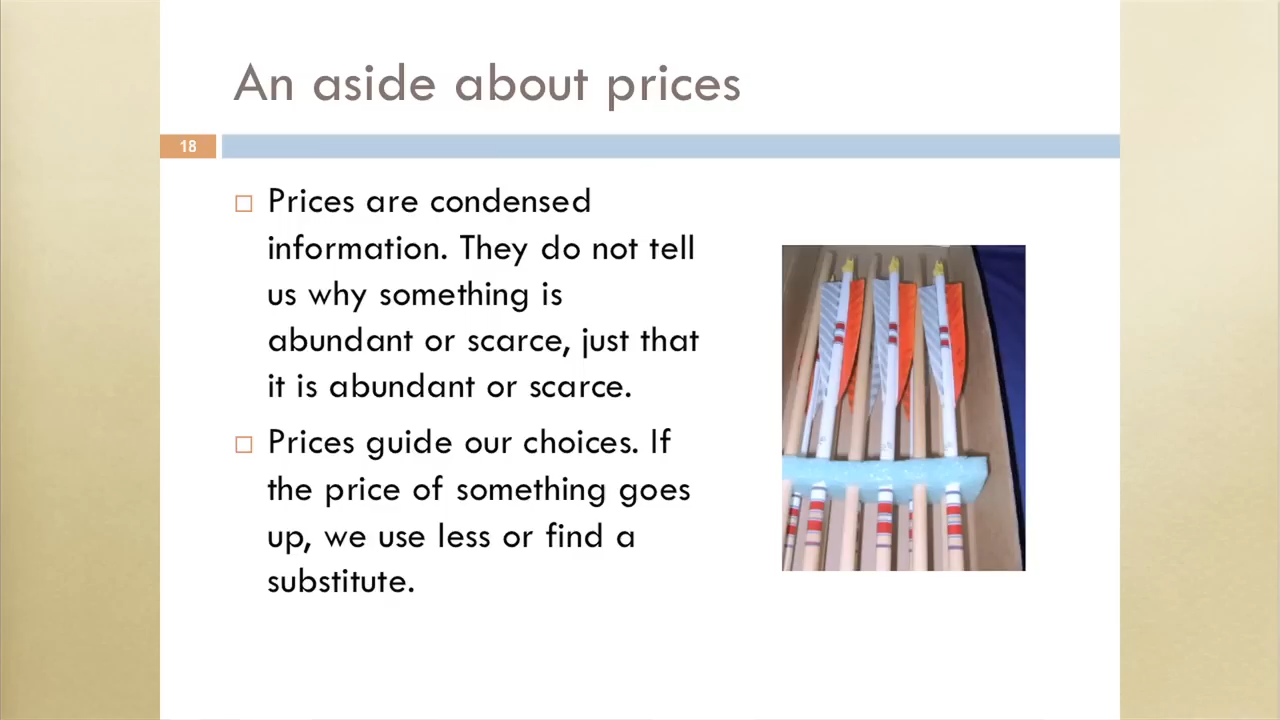 An aside about prices
18
Prices are condensed
information. They do not tell
us why something is
abundant or scarce, just that
it is abundant or scarce.
Prices guide our choices. If
the price of something goes
up, we use less or find a
substitute.